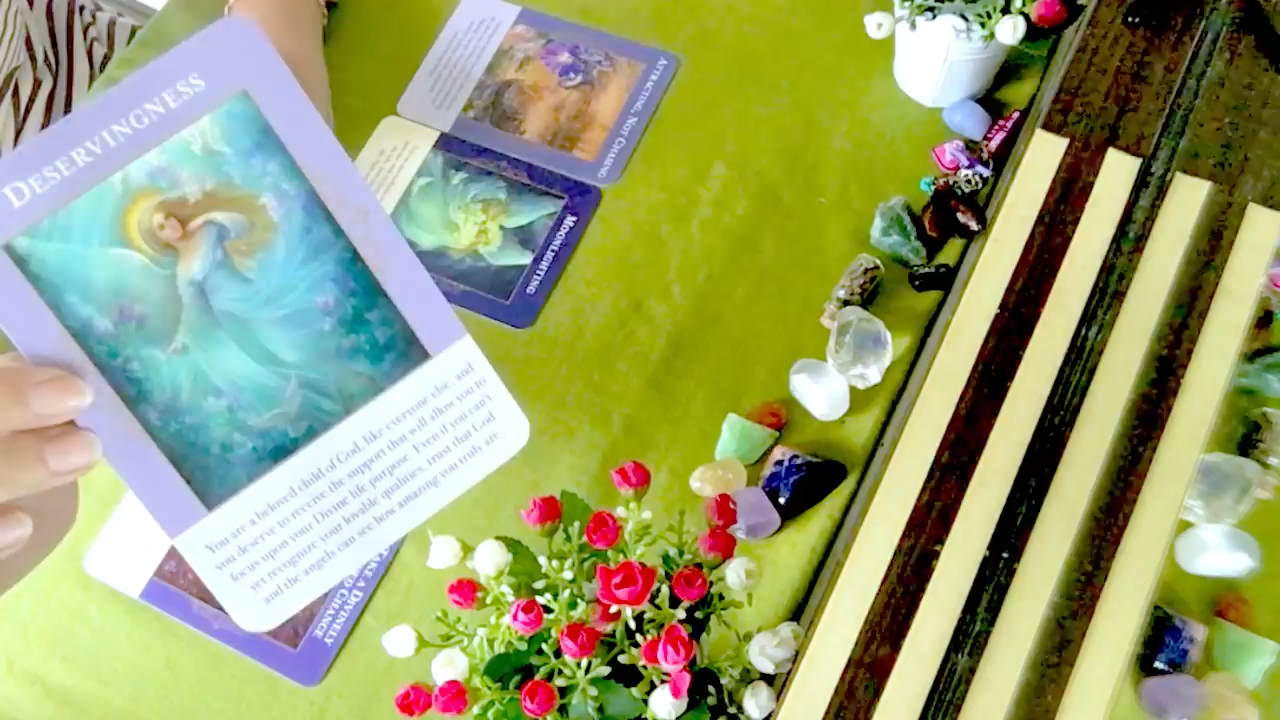 DESERVINGNESS
You are a beloved child of God, like everyone else, and
you deserve to receive the support that will allow you to
focus upon your Divine life purpose. Even if you can't
yet recognize your lovable qualities, trust that God
and the angels can see how amazing you truly are.
ATTRACTING, NOT CHASING
MOONLIGHTING
A DIVINELY
CHANCE